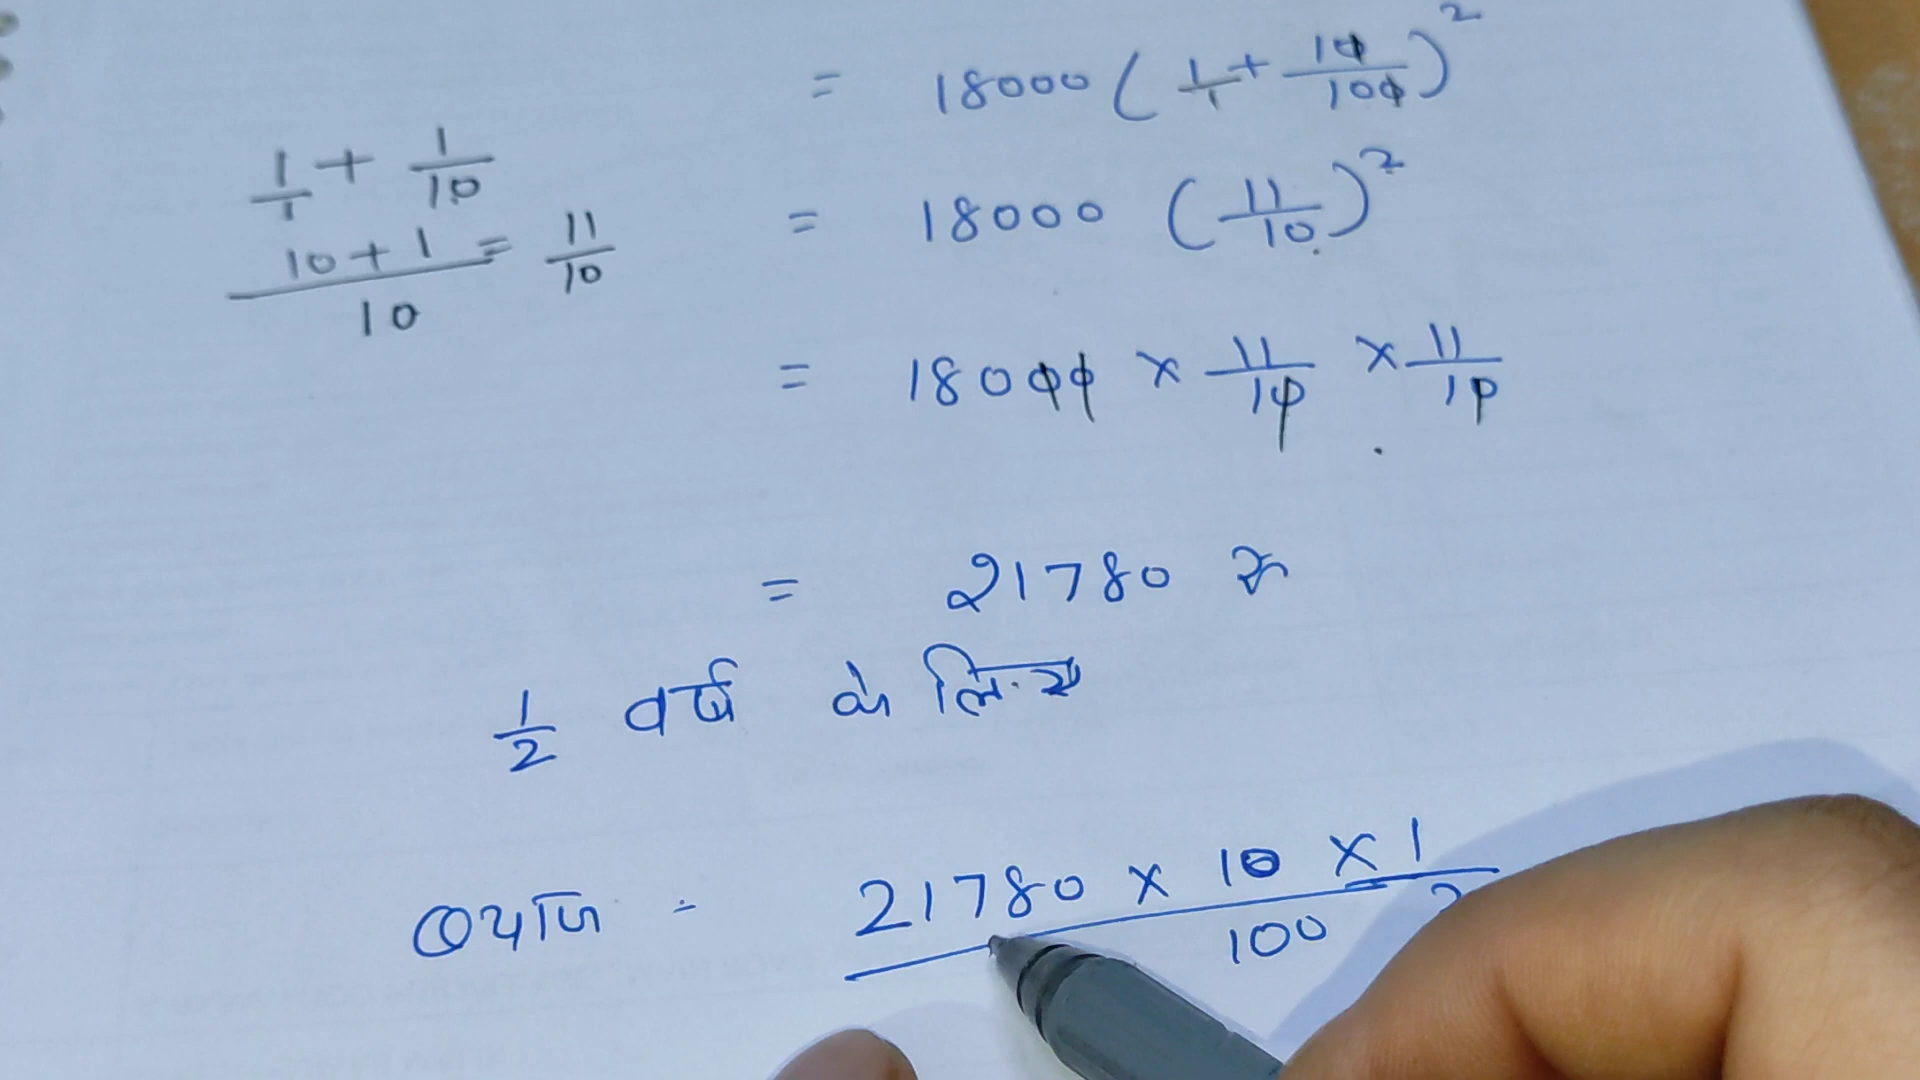 = 18000 ( 1/1 + 10/100 )²
1/1 + 1/10
= 18000 ( 11/10 )²
10 + 1 / 10 = 11/10
= 18000 × 11/10 × 11/10
= 21780 रु
1/2 वर्ष के लिए
ब्याज = 21780 × 10 × 1 / 100 2